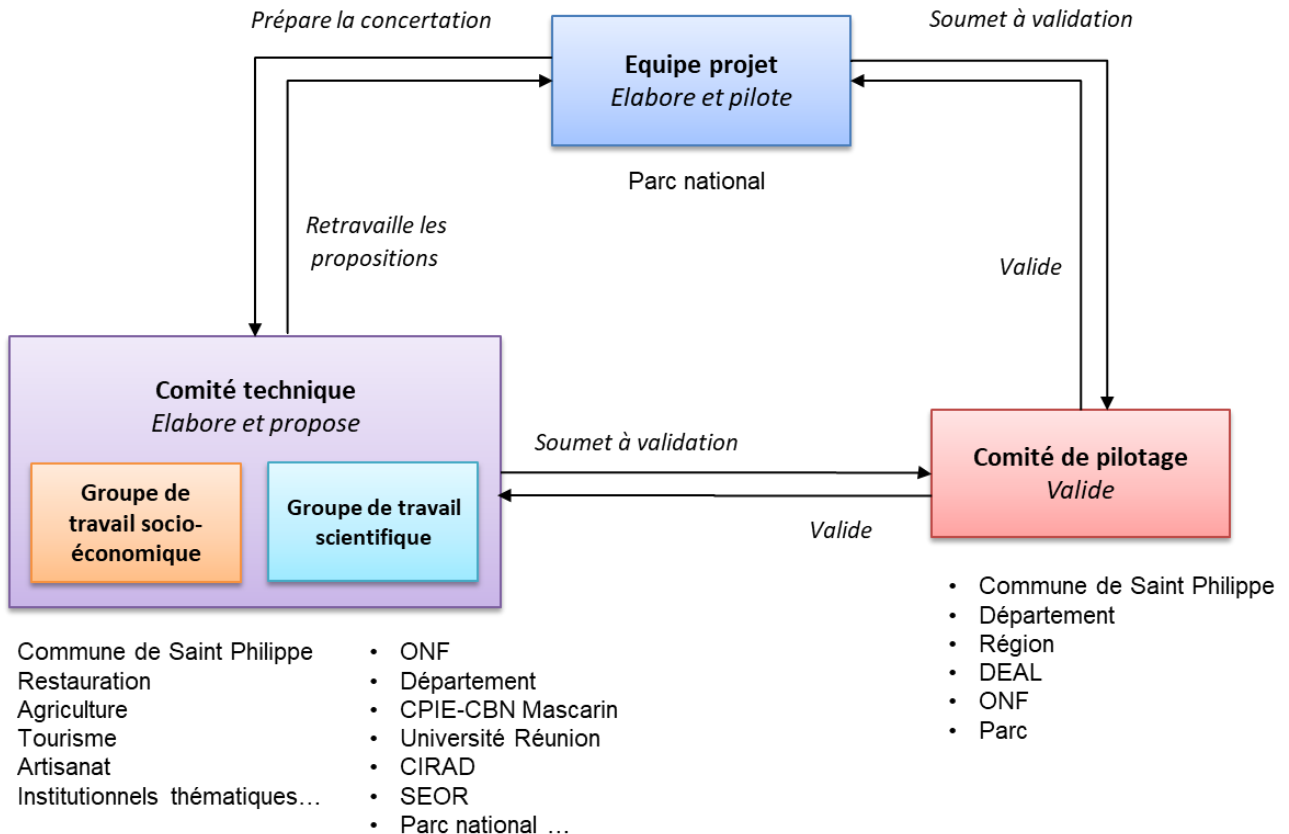 Prépare la concertation
Soumet à validation
Equipe projet
Elabore et pilote
Parc national
Retravaille les
propositions
Valide
Comité technique
Elabore et propose
Groupe de
travail socio-
économique
Groupe de travail
scientifique
Soumet à validation
Valide
Comité de pilotage
Valide
• Commune de Saint Philippe
• Département
• Région
• DEAL
• ONF
• Parc
Commune de Saint Philippe
Restauration
Agriculture
Tourisme
Artisanat
Institutionnels thématiques…
• ONF
• Département
• CPIE-CBN Mascarin
• Université Réunion
• CIRAD
• SEOR
• Parc national …